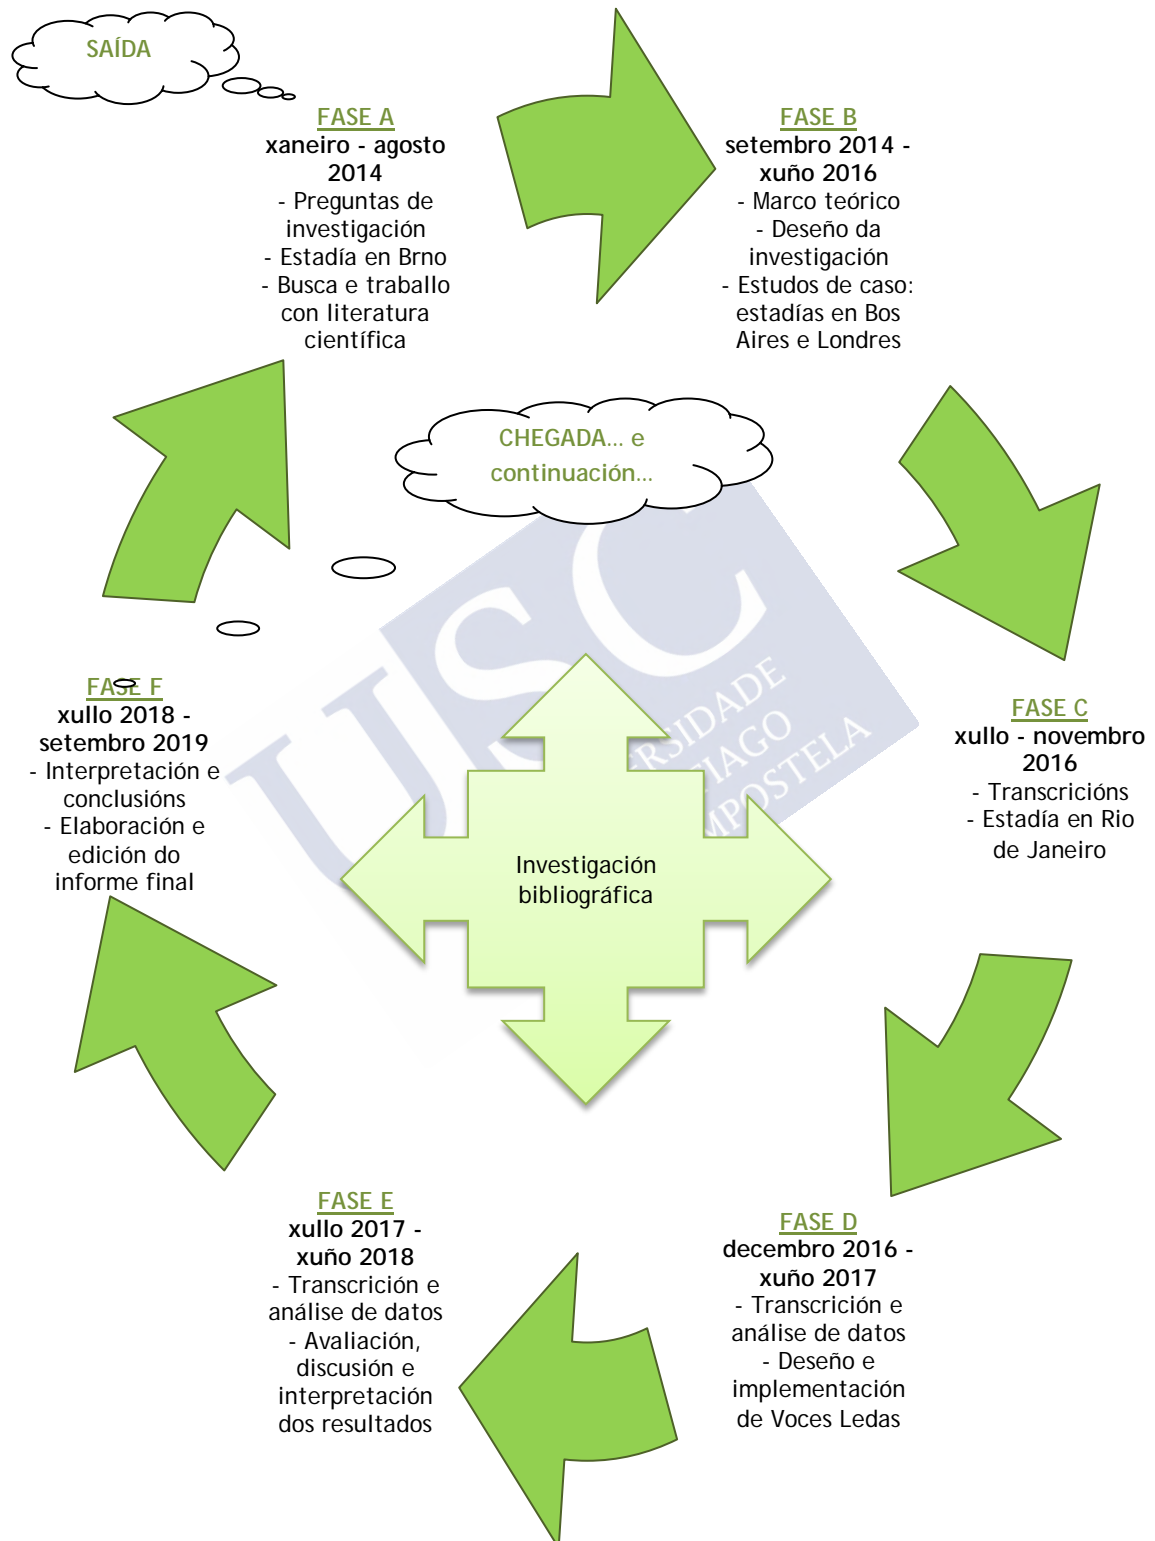 SAÍDA
FASE A
xaneiro - agosto
2014
- Preguntas de
investigación
- Estadía en Brno
- Busca e traballo
con literatura
científica
FASE B
setembro 2014 -
xuño 2016
- Marco teórico
- Deseño da
investigación
- Estudos de caso:
estadías en Bos
Aires e Londres
CHEGADA... e
continuación...
FASE C
xullo - novembro
2016
- Transcricións
- Estadía en Rio
de Janeiro
FASE D
decembro 2016 -
xuño 2017
- Transcrición e
análise de datos
- Deseño e
implementación
de Voces Ledas
FASE E
xullo 2017 -
xuño 2018
- Transcrición e
análise de datos
- Avaliación,
discusión e
interpretación
dos resultados
FASE F
xullo 2018 -
setembro 2019
- Interpretación e
conclusións
- Elaboración e
edición do
informe final
Investigación
bibliográfica
USC